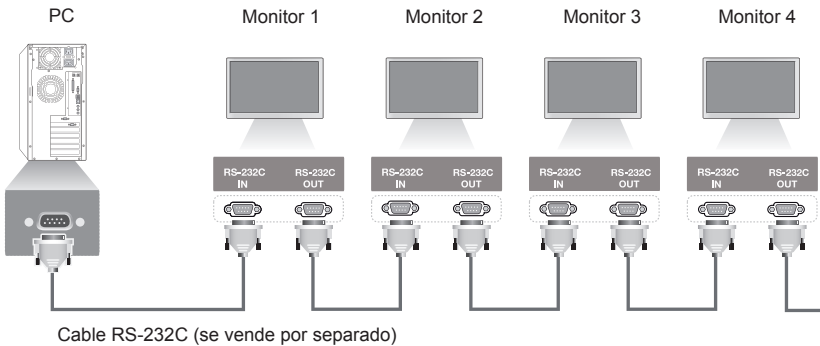 PC Monitor 1 Monitor 2 Monitor 3 Monitor 4
RS-232C RS-232C RS-232C RS-232C RS-232C RS-232C RS-232C RS-232C
IN OUT IN OUT IN OUT IN OUT
Cable RS-232C (se vende por separado)